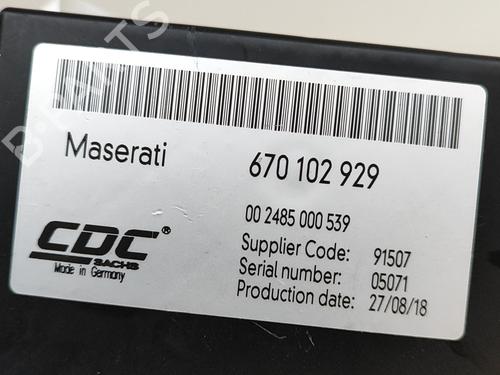 B-PARTS
Maserati 670 102 929
00 2485 000 539
CDC®
SACHS
Made in Germany
Supplier Code: 91507
Serial number: 05071
Production date: 27/08/18